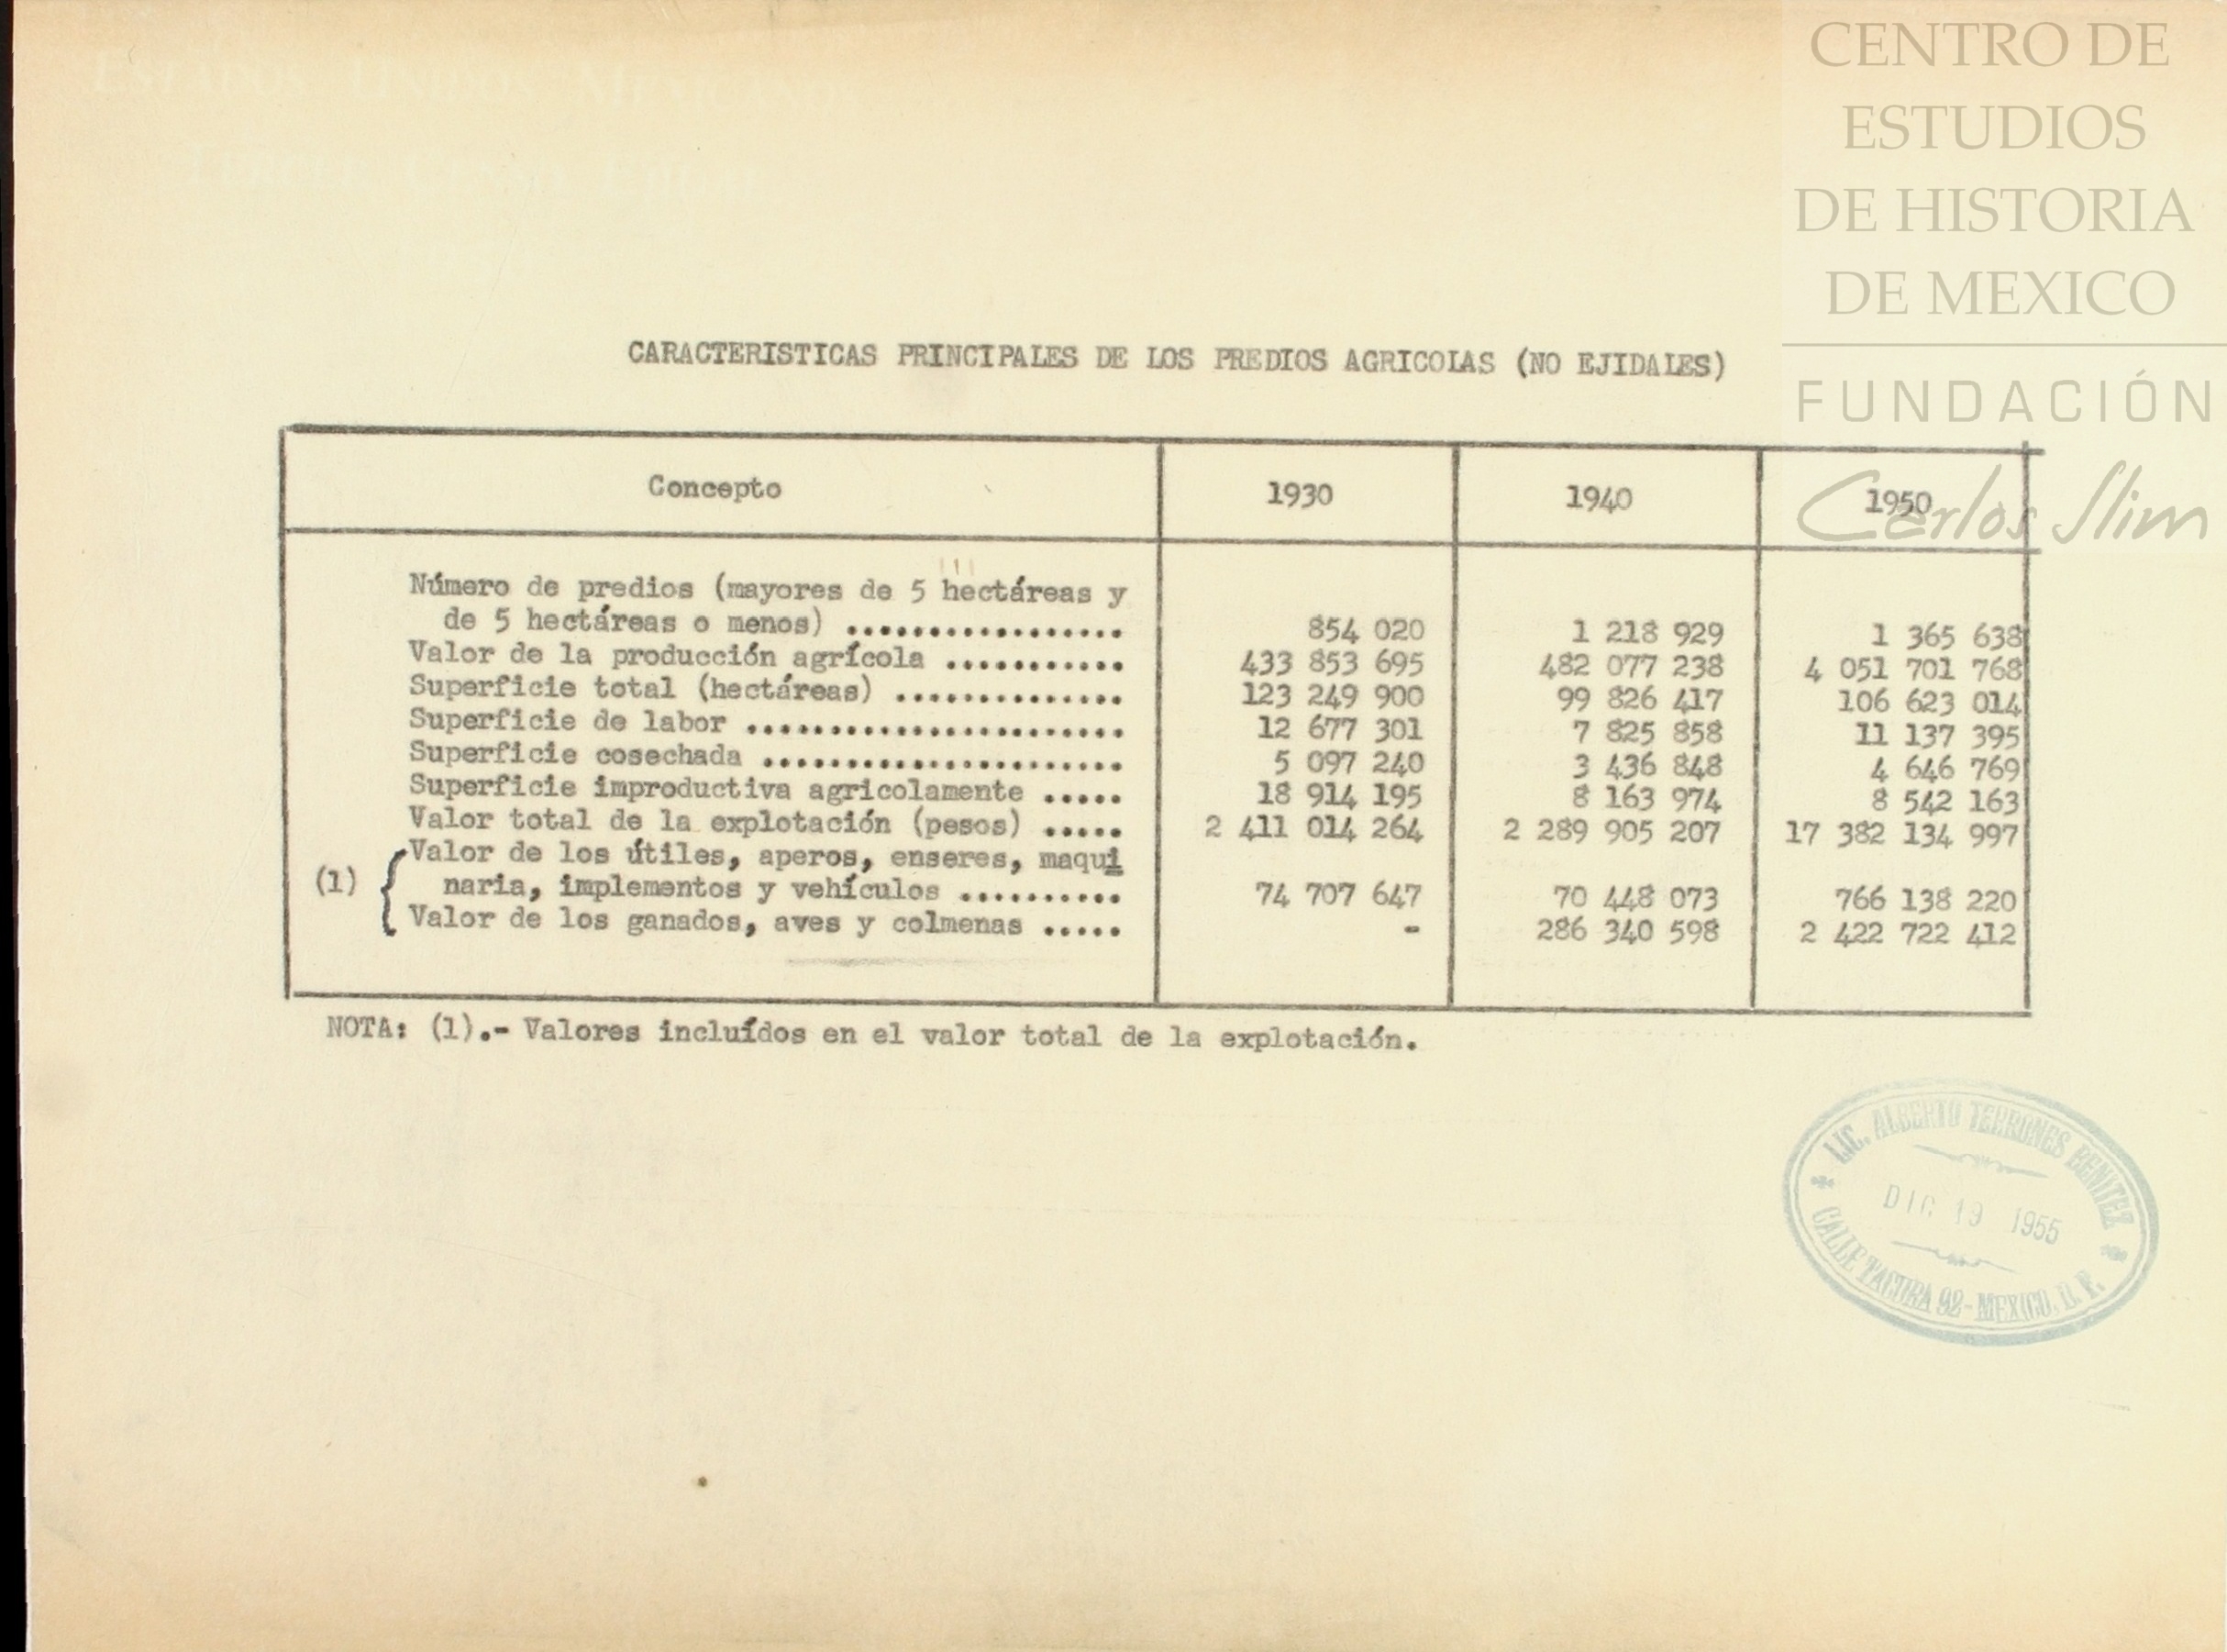 CENTRO DE
ESTUDIOS
DE HISTORIA
DE MEXICO
FUNDACIÓN
Carlos Slim
CARACTERISTICAS PRINCIPALES DE LOS PREDIOS AGRICOLAS (NO EJIDALES)
Concepto 1930 1940 1950
Número de predios (mayores de 5 hectáreas y
de 5 hectáreas o menos) ................. 854 020 1 218 929 1 365 638
Valor de la producción agrícola ........... 433 853 695 482 077 238 4 051 701 768
Superficie total (hectáreas) .............. 123 249 900 99 826 417 106 623 014
Superficie de labor ....................... 12 677 301 7 825 858 11 137 395
Superficie cosechada ...................... 5 097 240 3 436 848 4 646 769
Superficie improductiva agricolamente ..... 18 914 195 8 163 974 8 542 163
Valor total de la explotación (pesos) ..... 2 411 014 264 2 289 905 207 17 382 134 997
Valor de los útiles, aperos, enseres, maqui
(1) naria, implementos y vehículos .......... 74 707 647 70 448 073 766 138 220
Valor de los ganados, aves y colmenas ..... - 286 340 598 2 422 722 412
NOTA: (1).- Valores incluídos en el valor total de la explotación.
LIC. ALBERTO TERRONES BENITEZ
DIC 19 1955
CALLE TACUBA 92-MEXICO, D. F.